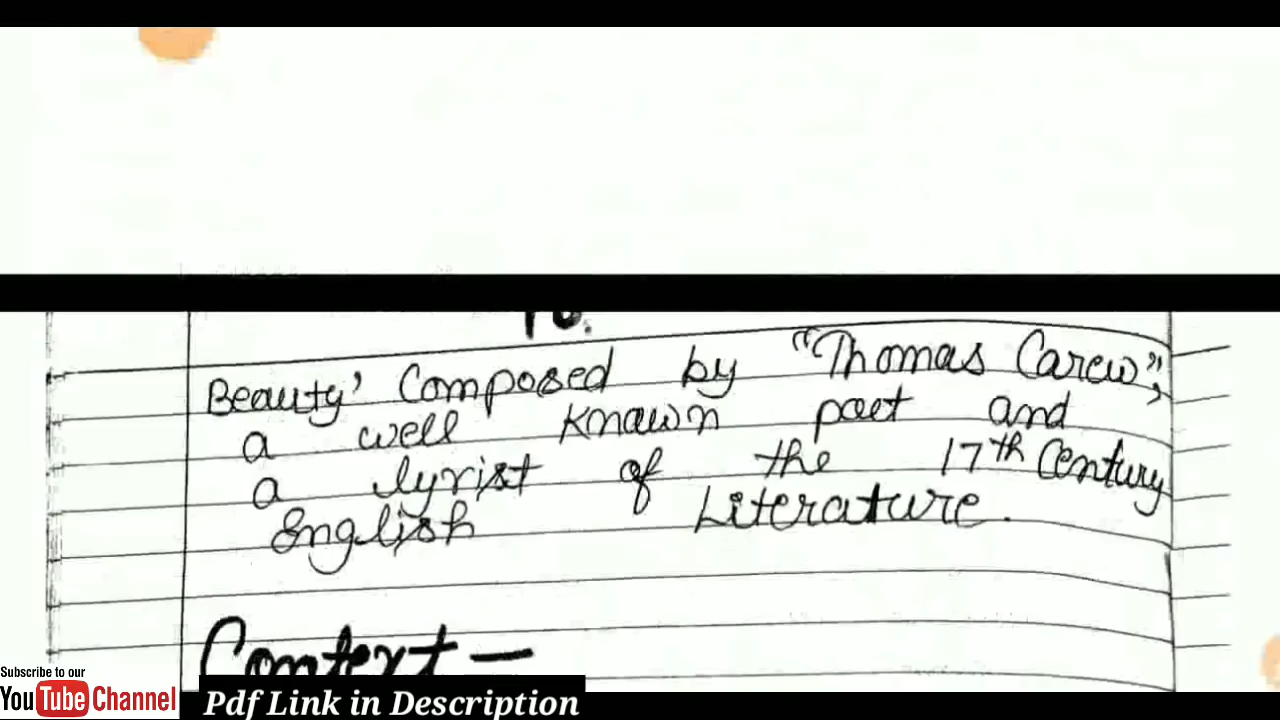 Beauty' Composed by "Thomas Carew",
a well known poet and
a lyrist of the 17th Century
English Literature.
Context —
Subscribe to our
YouTube Channel
Pdf Link in Description